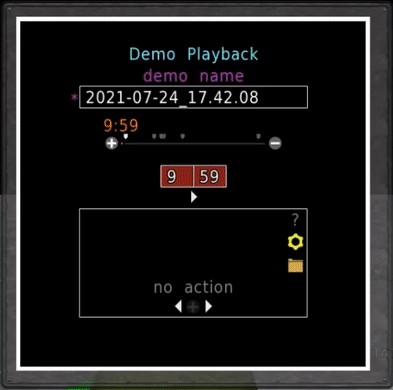 Demo Playback
demo name
* 2021-07-24_17.42.08
9:59
9 59
?
no action